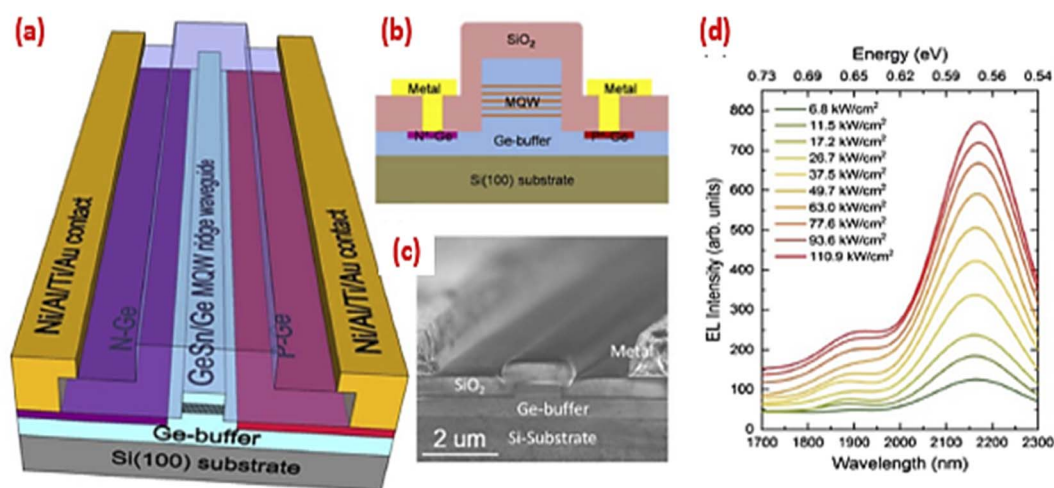 (a)
Ni/Al/Ti/Au contact
N-Ge
GeSn/Ge MQW ridge waveguide
P-Ge
Ni/Al/Ti/Au contact
Ge-buffer
Si(100) substrate
(b)
SiO2
Metal
MQW
Metal
N+-Ge
P+-Ge
Ge-buffer
Si(100) substrate
(c)
SiO2
Metal
Ge-buffer
Si-Substrate
2 um
(d)
Energy (eV)
0.73 0.69 0.65 0.62 0.59 0.56 0.54
EL Intensity (arb. units)
800
700
600
500
400
300
200
100
0
6.8 kW/cm2
11.5 kW/cm2
17.2 kW/cm2
26.7 kW/cm2
37.5 kW/cm2
49.7 kW/cm2
63.0 kW/cm2
77.6 kW/cm2
93.6 kW/cm2
110.9 kW/cm2
1700 1800 1900 2000 2100 2200 2300
Wavelength (nm)